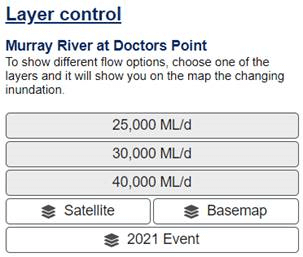 Layer control
Murray River at Doctors Point
To show different flow options, choose one of the
layers and it will show you on the map the changing
inundation.
25,000 ML/d
30,000 ML/d
40,000 ML/d
Satellite
Basemap
2021 Event